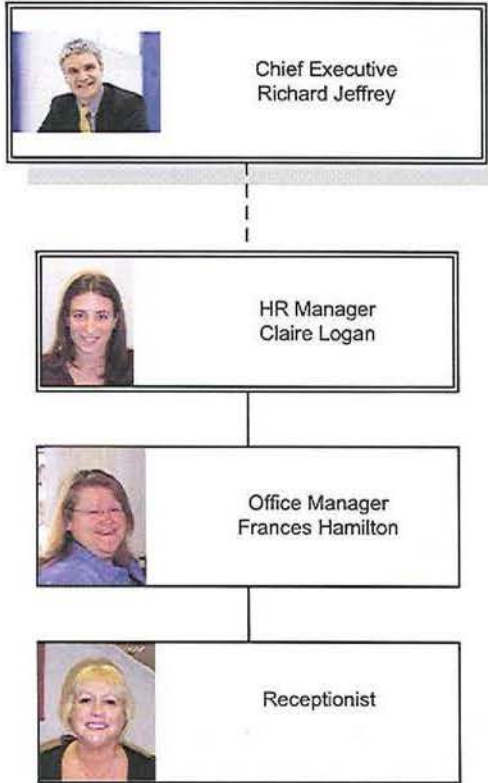 Chief Executive
Richard Jeffrey
HR Manager
Claire Logan
Office Manager
Frances Hamilton
Receptionist